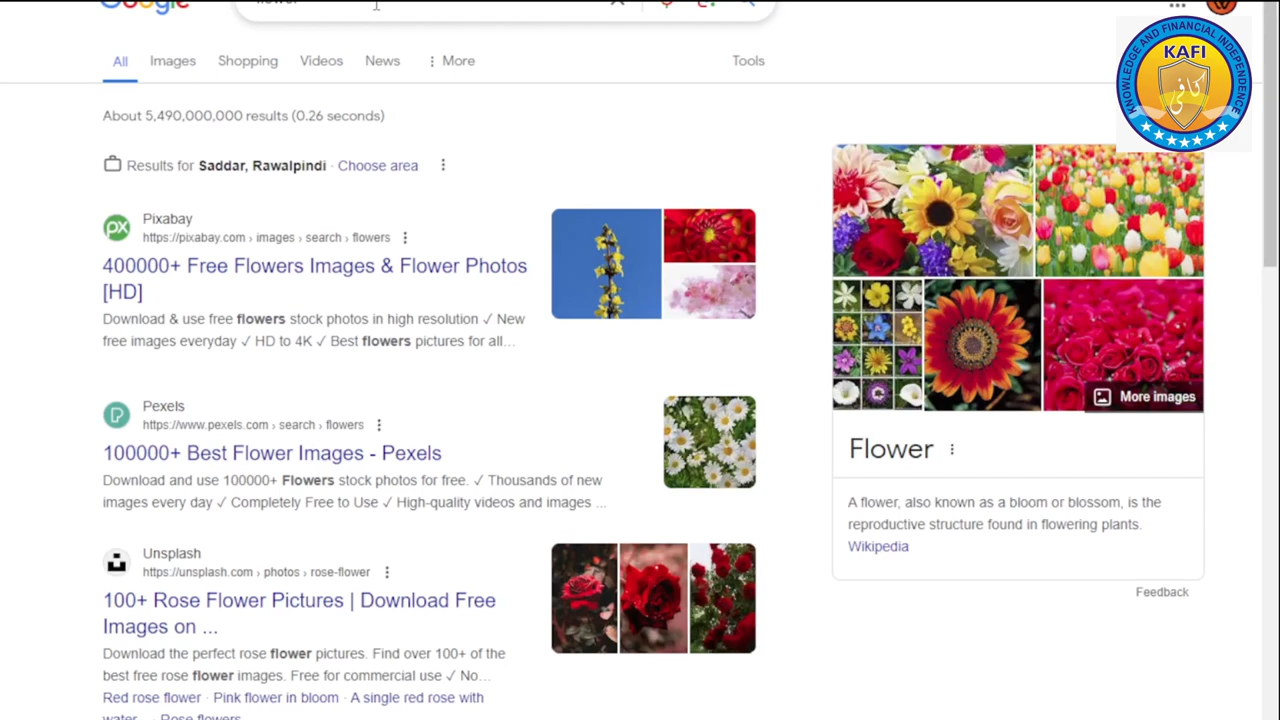 Google
flower
All Images Shopping Videos News More Tools
About 5,490,000,000 results (0.26 seconds)
Results for Saddar, Rawalpindi · Choose area
Pixabay
https://pixabay.com › images › search › flowers
400000+ Free Flowers Images & Flower Photos
[HD]
Download & use free flowers stock photos in high resolution ✓ New
free images everyday ✓ HD to 4K ✓ Best flowers pictures for all...
Pexels
https://www.pexels.com › search › flowers
100000+ Best Flower Images - Pexels
Download and use 100000+ Flowers stock photos for free. ✓ Thousands of new
images every day ✓ Completely Free to Use ✓ High-quality videos and images ...
Unsplash
https://unsplash.com › photos › rose-flower
100+ Rose Flower Pictures | Download Free
Images on ...
Download the perfect rose flower pictures. Find over 100+ of the
best free rose flower images. Free for commercial use ✓ No...
Red rose flower · Pink flower in bloom · A single red rose with
water... · Rose flowers
KNOWLEDGE AND FINANCIAL INDEPENDENCE
KAFI
كافي
More images
Flower
A flower, also known as a bloom or blossom, is the
reproductive structure found in flowering plants.
Wikipedia
Feedback